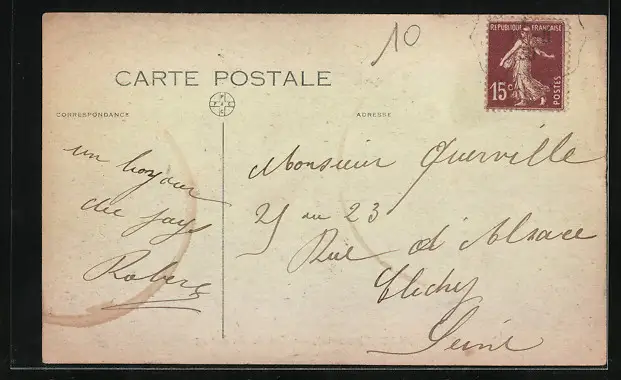 10
REPUBLIQUE FRANÇAISE
15c
POSTES
CARTE POSTALE
CORRESPONDANCE
ADRESSE
un bonjour
du pays
Robert
Monsieur Querville
21 au 23
Rue d'Alsace
Clichy
Seine